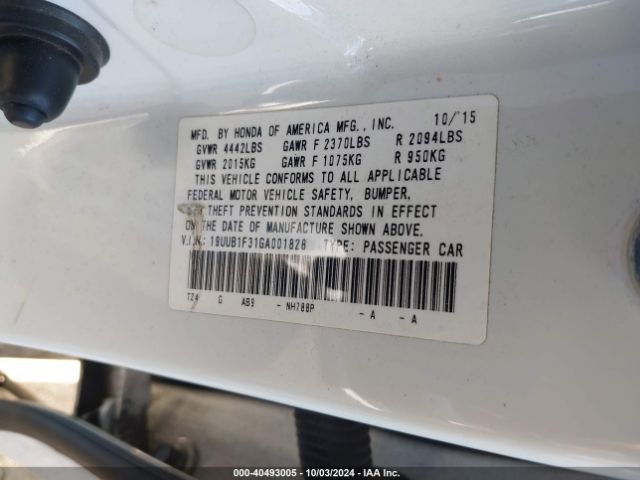 MFD. BY HONDA OF AMERICA MFG., INC. 10/'15
GVWR 4442LBS GAWR F 2370LBS R 2094LBS
GVWR 2015KG GAWR F 1075KG R 950KG
THIS VEHICLE CONFORMS TO ALL APPLICABLE
FEDERAL MOTOR VEHICLE SAFETY, BUMPER,
THEFT PREVENTION STANDARDS IN EFFECT
ON THE DATE OF MANUFACTURE SHOWN ABOVE.
V.I.N.: 19UUB1F31GA001828 TYPE: PASSENGER CAR
TZ4 G AB9 - NH788P - A - A
000-40493005 - 10/03/2024 - IAA Inc.